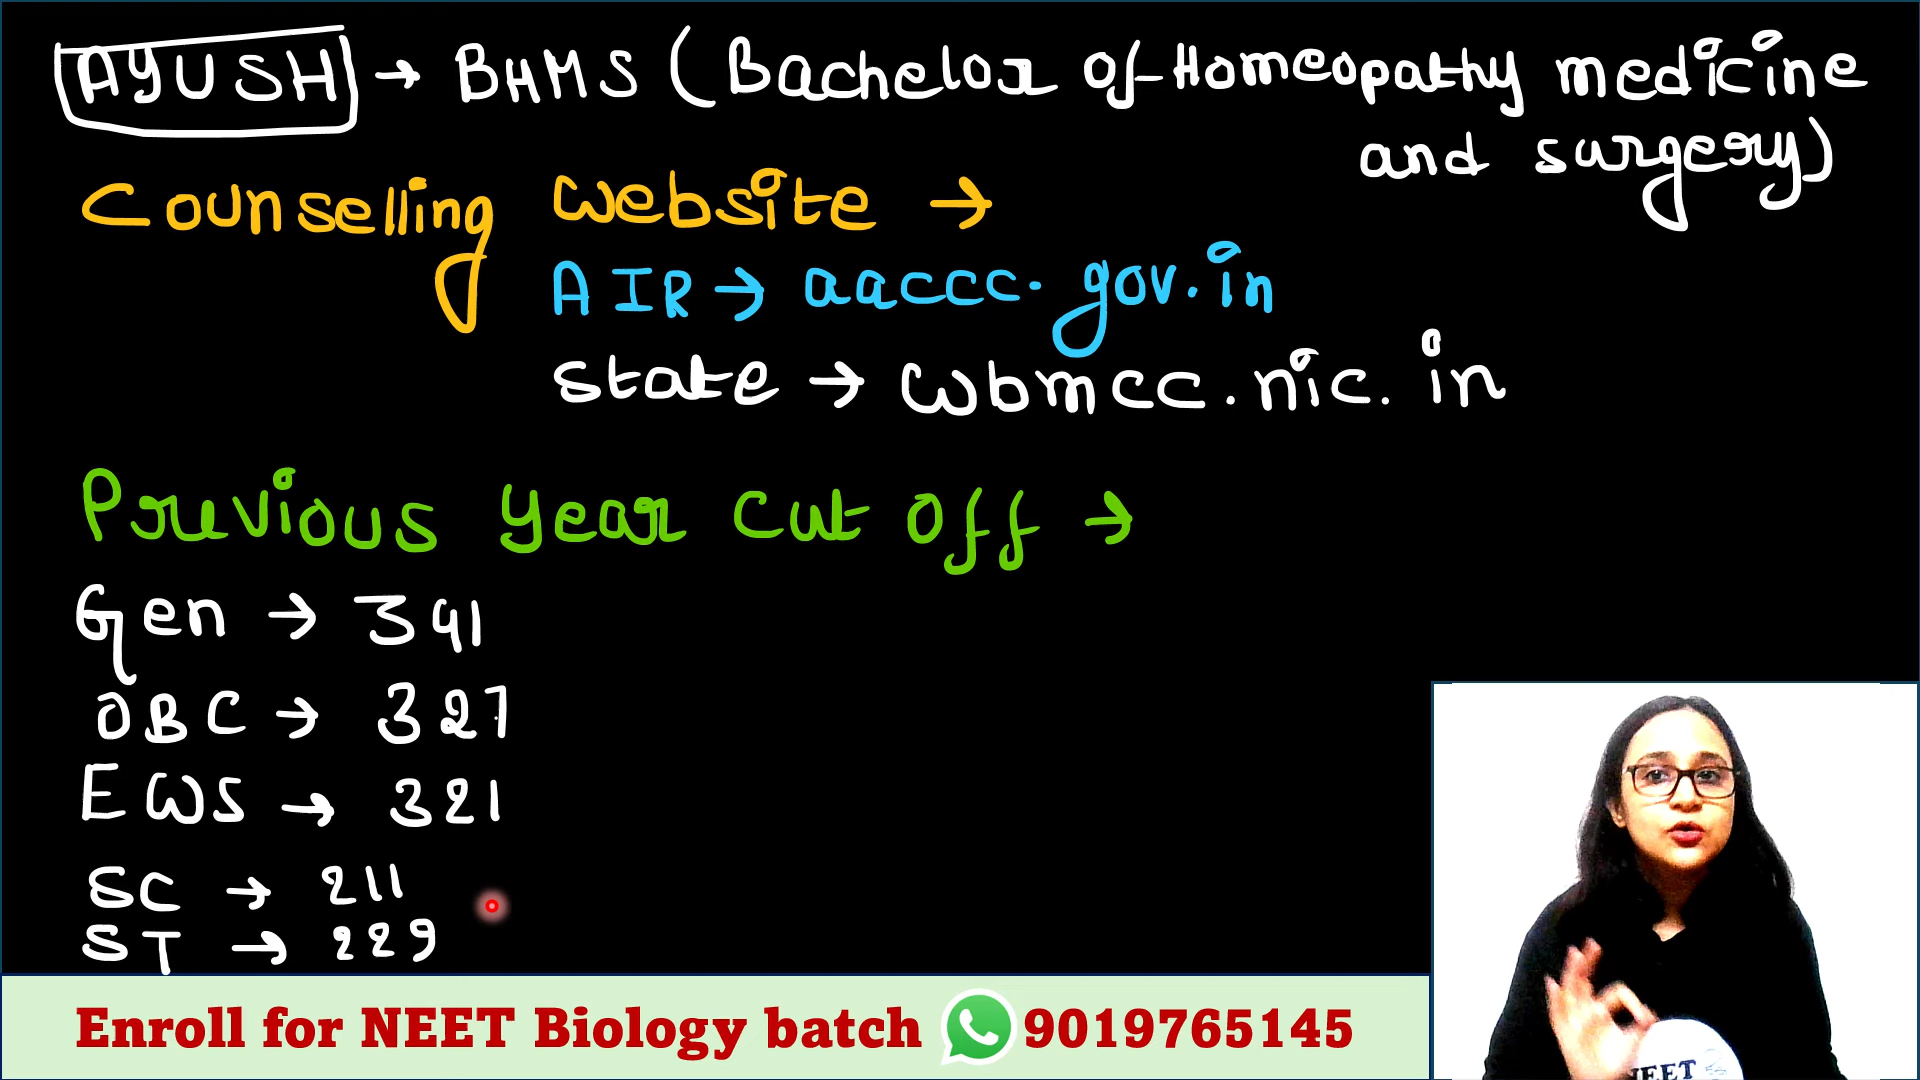 AYUSH → BHMS (Bachelor of Homeopathy medicine
and surgery)
Counselling Website →
AIR → aaccc.gov.in
State → wbmcc.nic.in
Previous Year Cut Off →
Gen → 341
OBC → 327
EWS → 321
SC → 211
ST → 229
Enroll for NEET Biology batch 9019765145
NEET